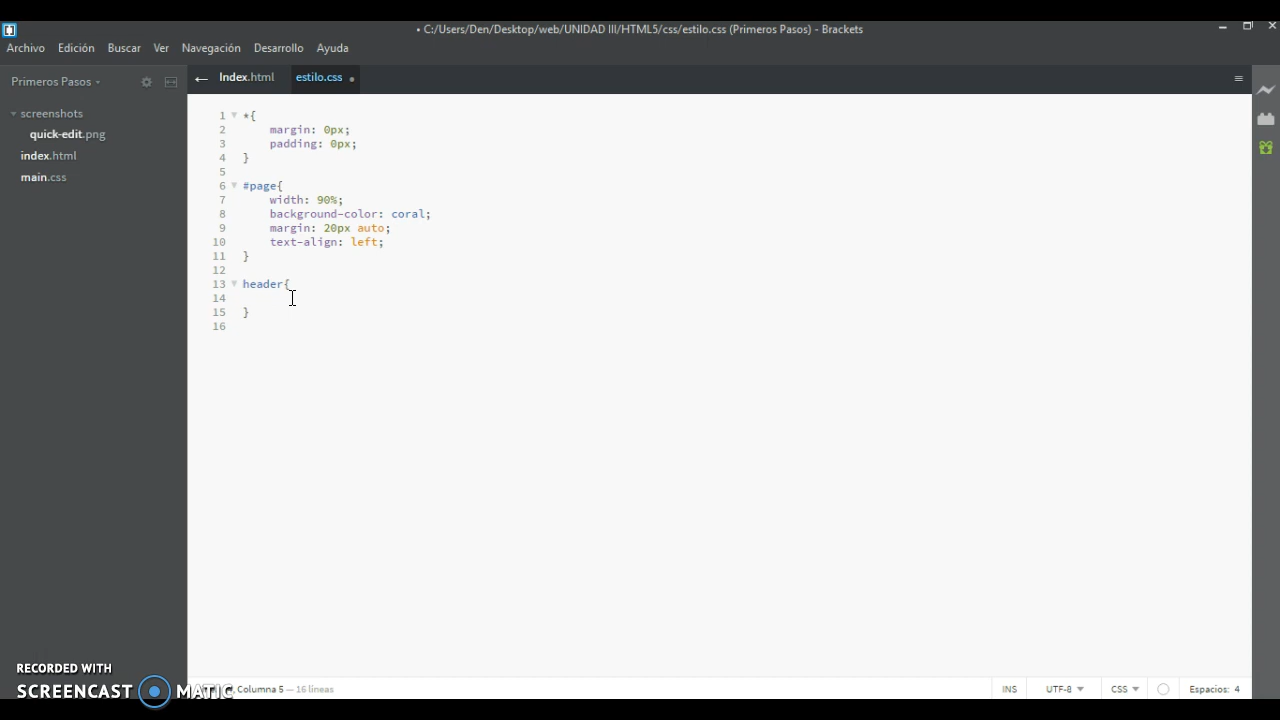 • C:/Users/Den/Desktop/web/UNIDAD III/HTML5/css/estilo.css (Primeros Pasos) - Brackets
Archivo Edición Buscar Ver Navegación Desarrollo Ayuda
Primeros Pasos
Index.html estilo.css
screenshots
quick-edit.png
index.html
main.css
1 *{
2 margin: 0px;
3 padding: 0px;
4 }
5
6 #page{
7 width: 90%;
8 background-color: coral;
9 margin: 20px auto;
10 text-align: left;
11 }
12
13 header{
14
15 }
16
RECORDED WITH
SCREENCAST MATIC
Columna 5 — 16 líneas
INS UTF-8 CSS Espacios: 4